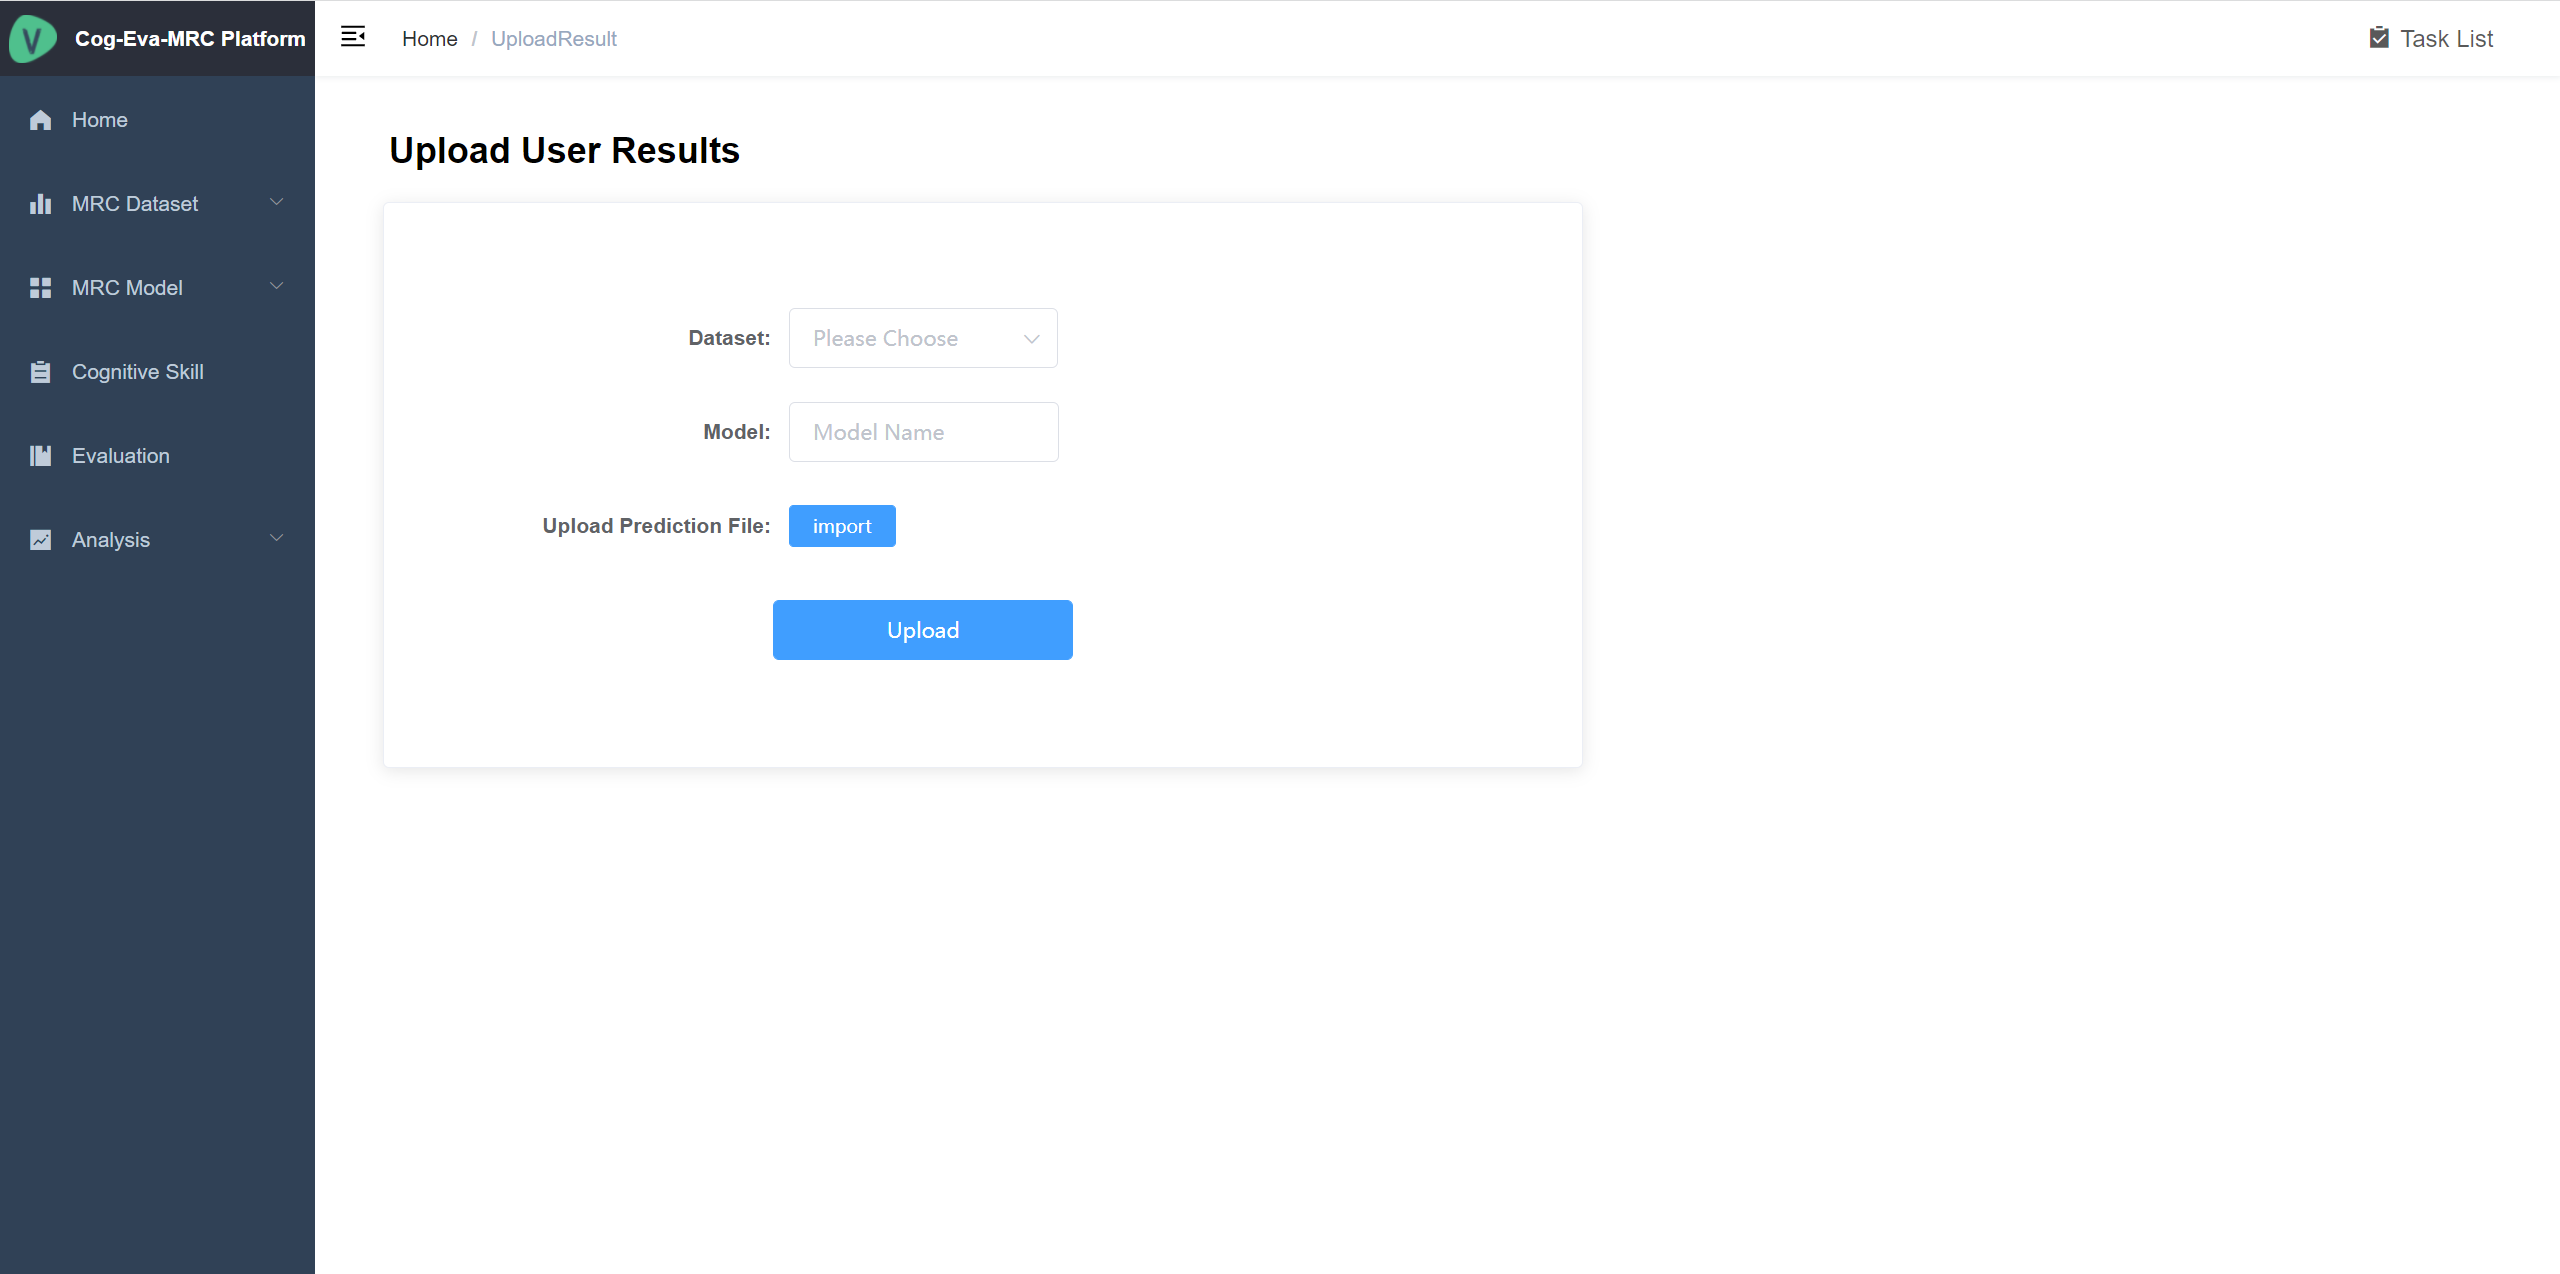 Cog-Eva-MRC Platform
Home / UploadResult
Task List
Home
MRC Dataset
MRC Model
Cognitive Skill
Evaluation
Analysis
Upload User Results
Dataset: Please Choose
Model: Model Name
Upload Prediction File: import
Upload